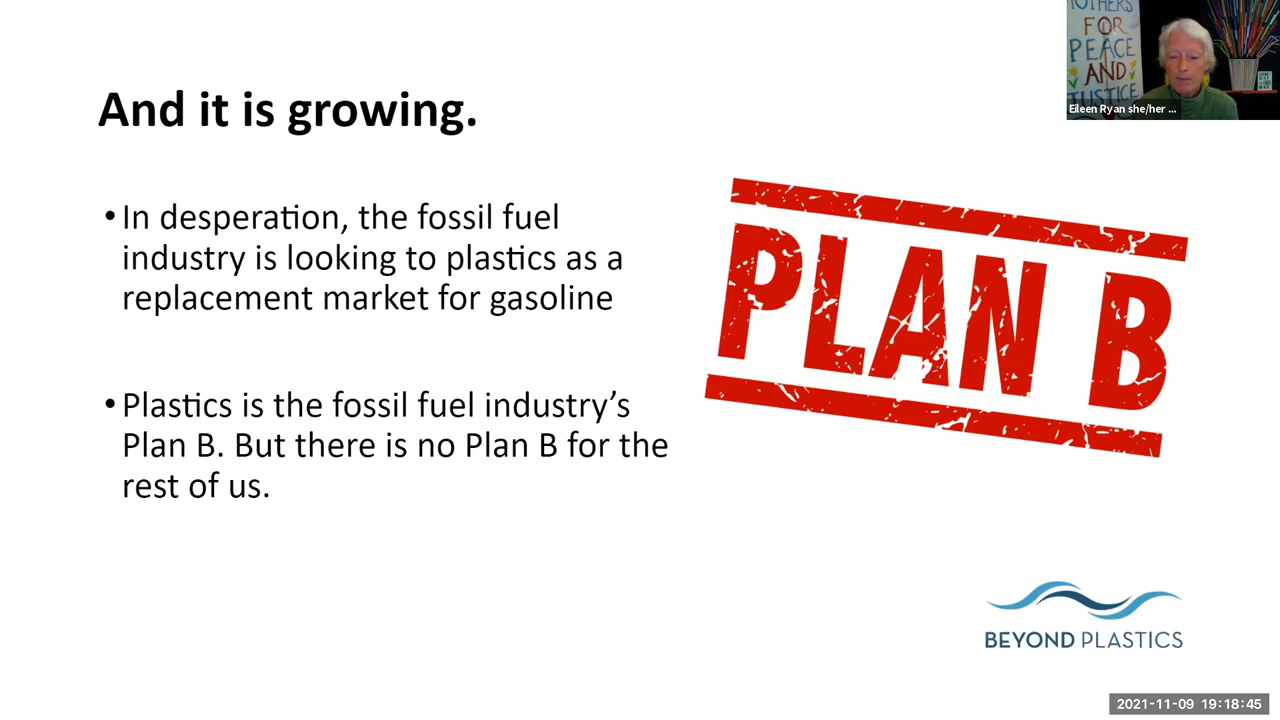 And it is growing.
• In desperation, the fossil fuel
industry is looking to plastics as a
replacement market for gasoline
• Plastics is the fossil fuel industry's
Plan B. But there is no Plan B for the
rest of us.
PLAN B
BEYOND PLASTICS
MOTHERS
FOR
PEACE
AND
JUSTICE
Eileen Ryan she/her ...
2021-11-09 19:18:45